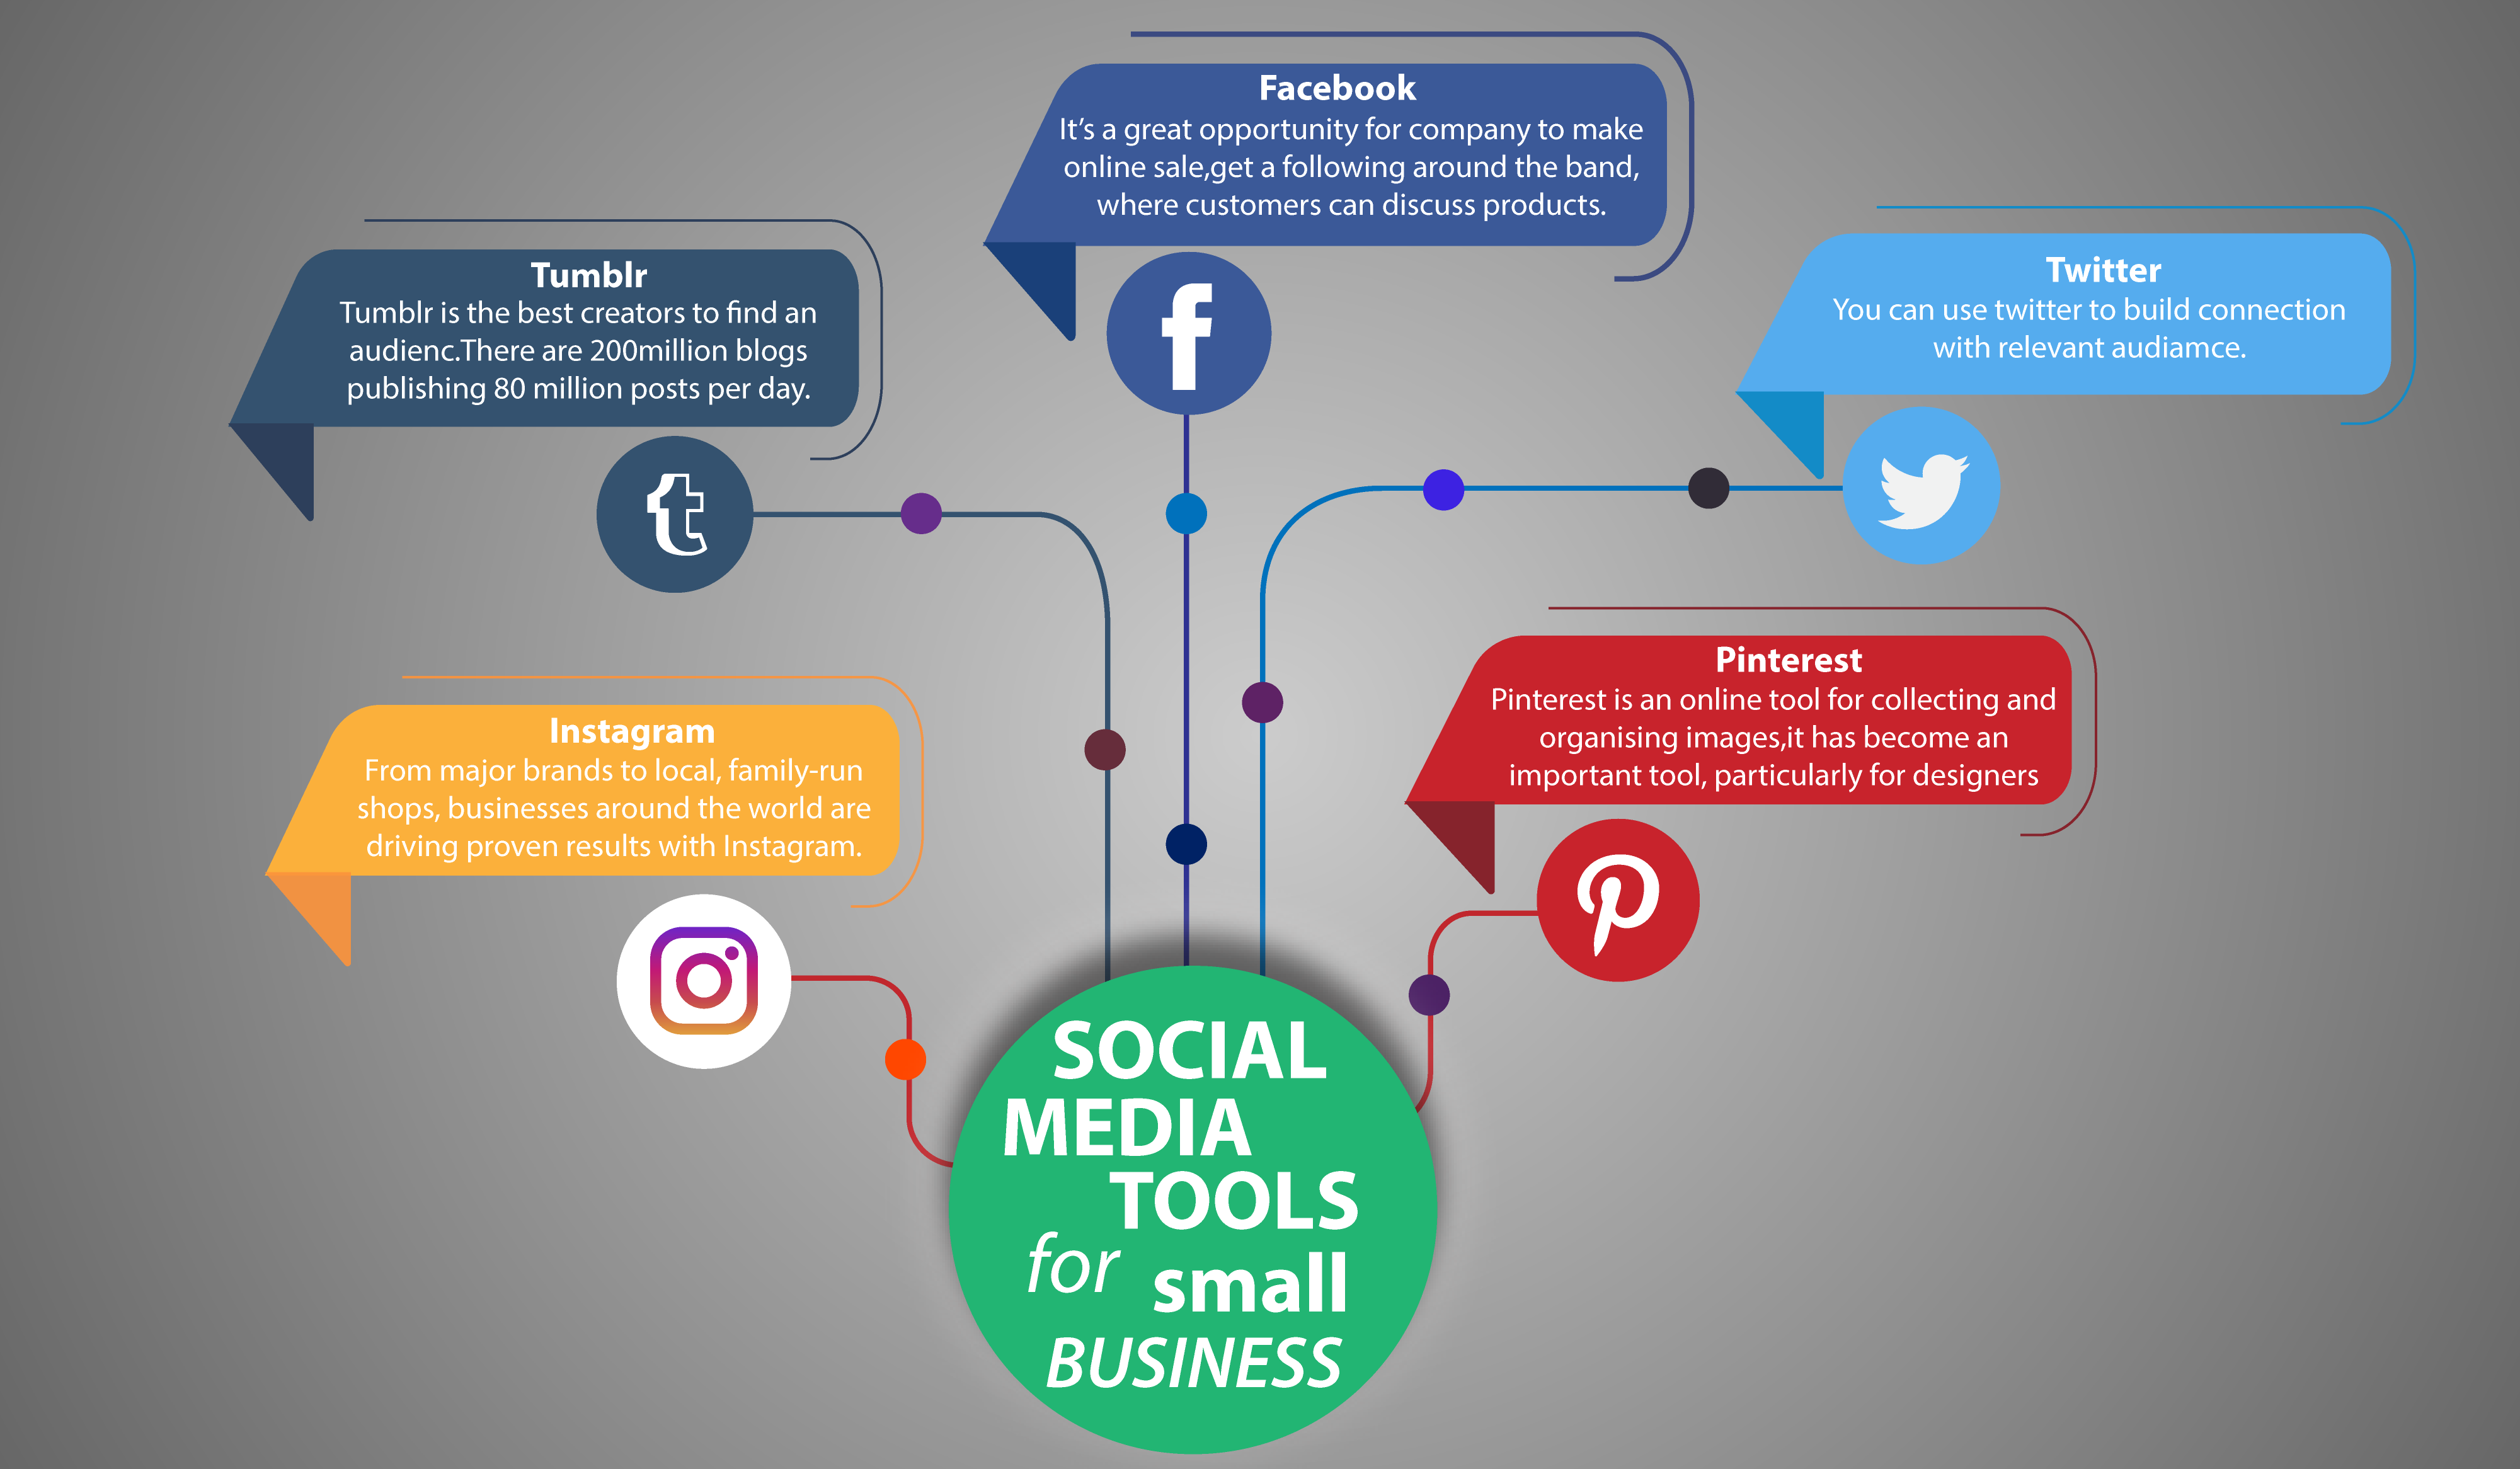 Facebook
It's a great opportunity for company to make
online sale,get a following around the band,
where customers can discuss products.
Tumblr
Tumblr is the best creators to find an
audienc.There are 200million blogs
publishing 80 million posts per day.
Twitter
You can use twitter to build connection
with relevant audiamce.
Instagram
From major brands to local, family-run
shops, businesses around the world are
driving proven results with Instagram.
Pinterest
Pinterest is an online tool for collecting and
organising images,it has become an
important tool, particularly for designers
SOCIAL
MEDIA
TOOLS
for small
BUSINESS